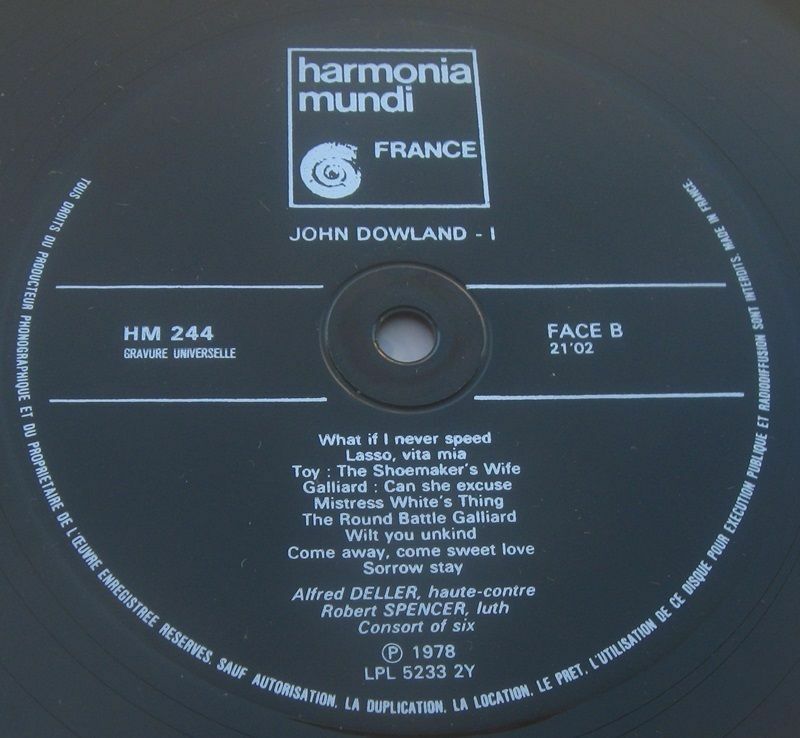 harmonia
mundi
FRANCE
JOHN DOWLAND - I
HM 244
GRAVURE UNIVERSELLE
FACE B
21'02
What if I never speed
Lasso, vita mia
Toy : The Shoemaker's Wife
Galliard : Can she excuse
Mistress White's Thing
The Round Battle Galliard
Wilt you unkind
Come away, come sweet love
Sorrow stay
Alfred DELLER, haute-contre
Robert SPENCER, luth
Consort of six
Ⓟ 1978
LPL 5233 2Y
TOUS DROITS DU PRODUCTEUR PHONOGRAPHIQUE ET DU PROPRIETAIRE DE L'ŒUVRE ENREGISTREE RESERVES. SAUF AUTORISATION, LA DUPLICATION, LA LOCATION, LE PRET, L'UTILISATION DE CE DISQUE POUR EXECUTION PUBLIQUE ET RADIODIFFUSION SONT INTERDITS. MADE IN FRANCE.